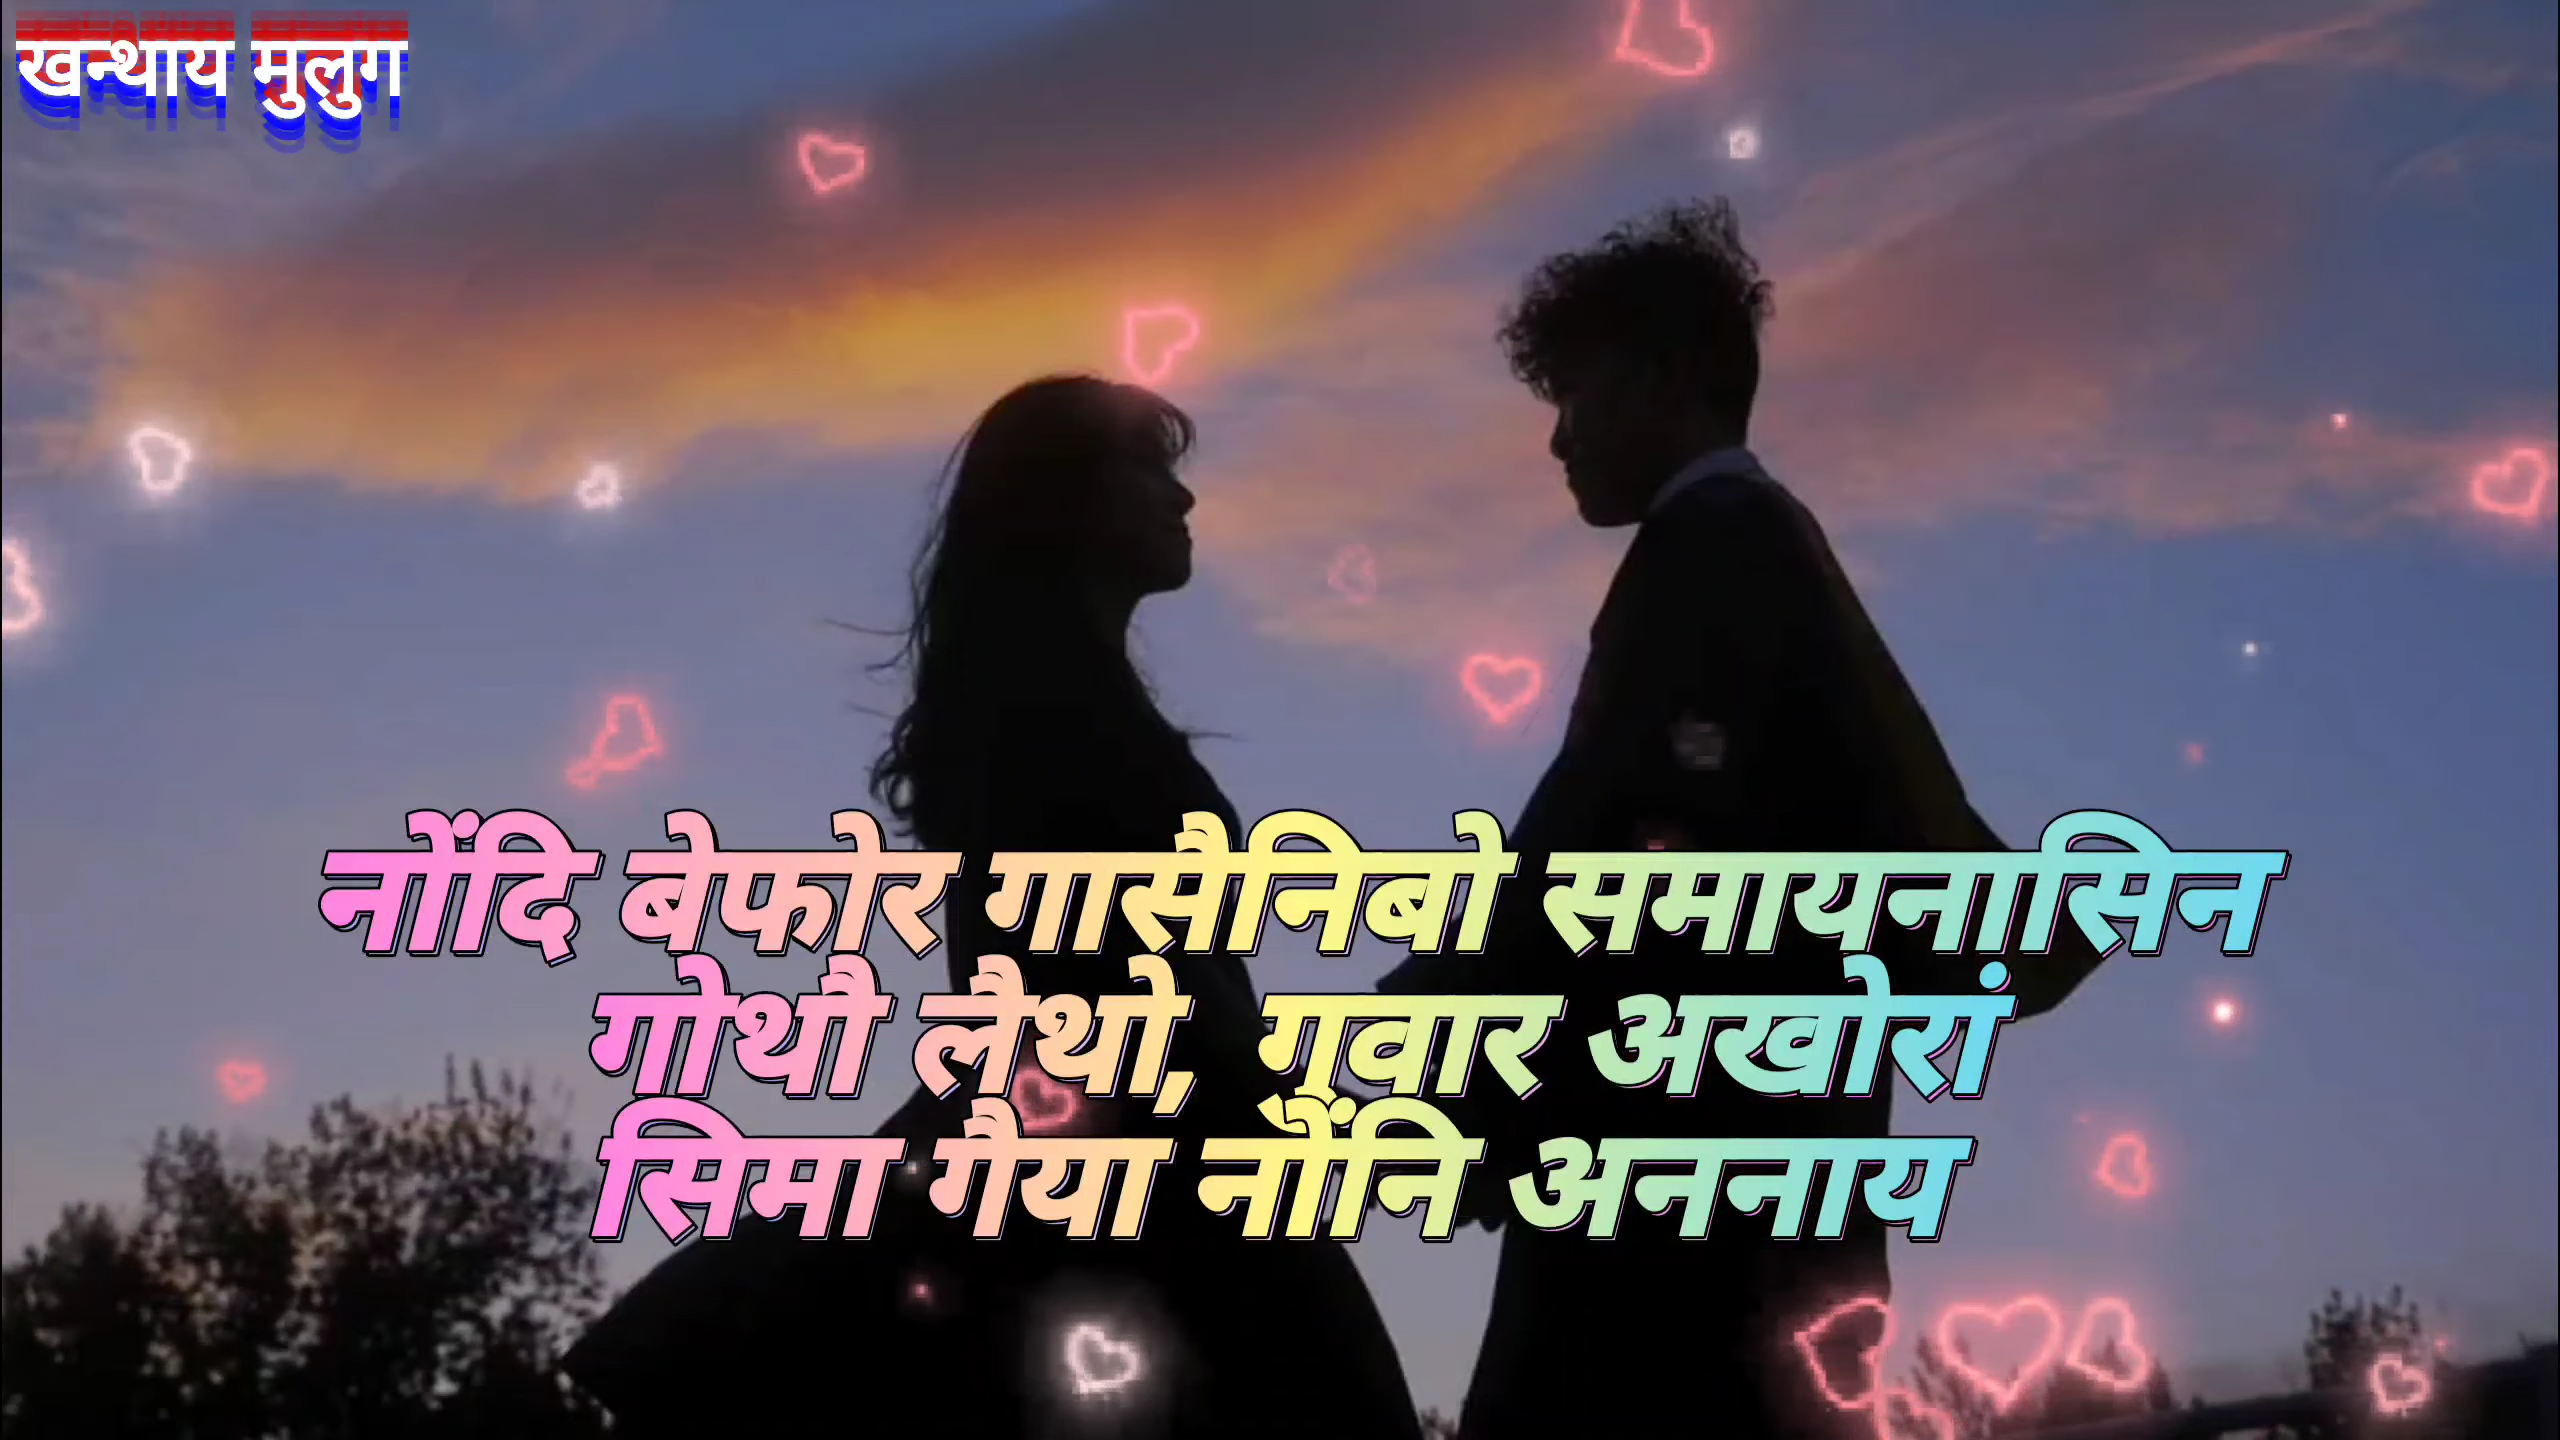 खन्थाय मुलुग
नोंदि बेफोर गासैनिबो समायनासिन
गोथौ लैथो, गुवार अखोरां
सिमा गैया नोंनि अननाय